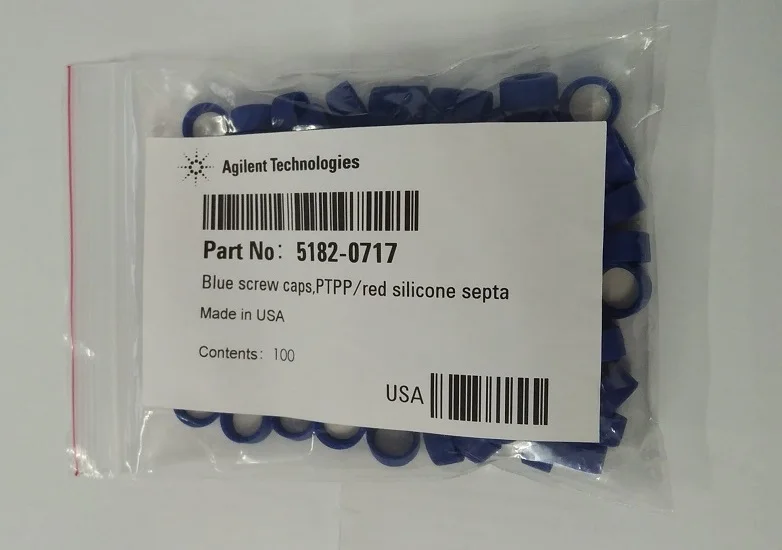 Agilent Technologies
Part No: 5182-0717
Blue screw caps,PTPP/red silicone septa
Made in USA
Contents: 100
USA